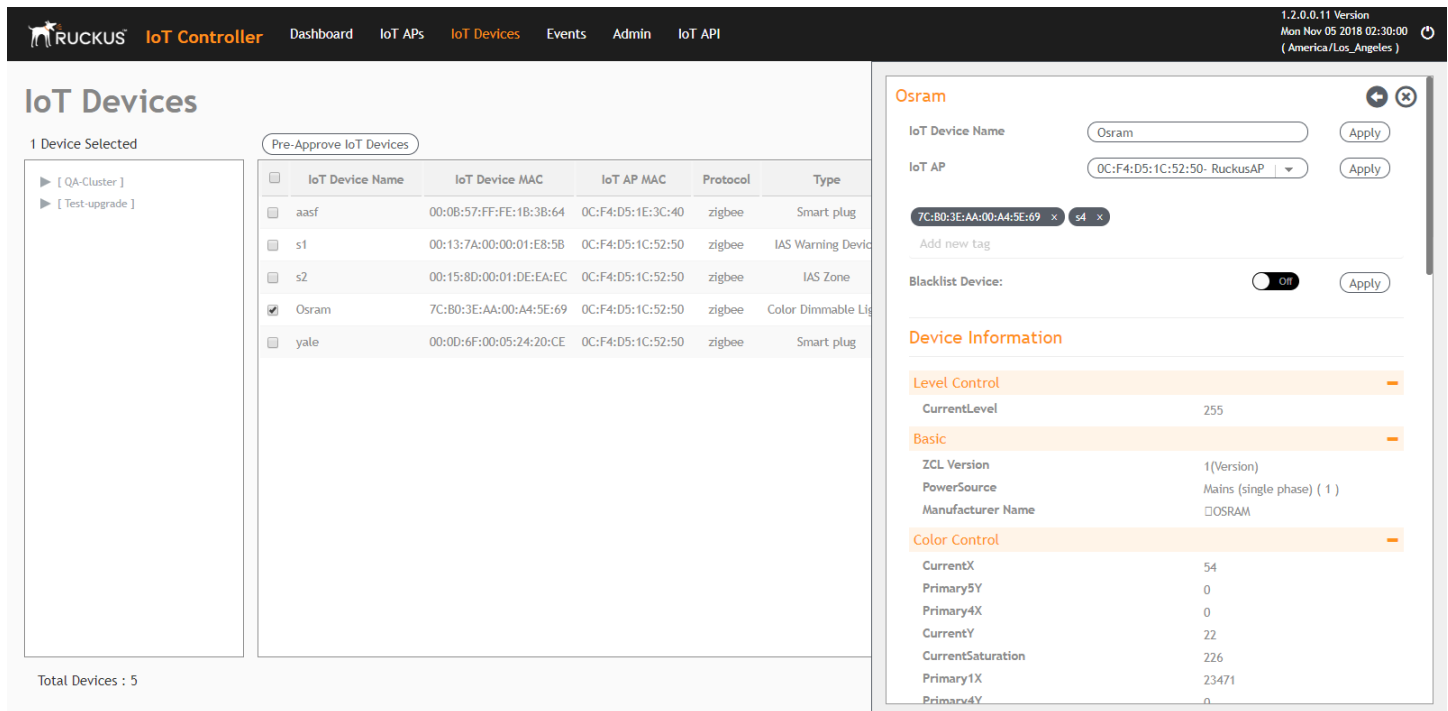 RUCKUS IoT Controller Dashboard IoT APs IoT Devices Events Admin IoT API
1.2.0.0.11 Version
Mon Nov 05 2018 02:30:00
( America/Los_Angeles )
IoT Devices
1 Device Selected
Pre-Approve IoT Devices
[ QA-Cluster ]
[ Test-upgrade ]
IoT Device Name IoT Device MAC IoT AP MAC Protocol Type
aasf 00:0B:57:FF:FE:1B:3B:64 0C:F4:D5:1E:3C:40 zigbee Smart plug
s1 00:13:7A:00:00:01:E8:5B 0C:F4:D5:1C:52:50 zigbee IAS Warning Devic
s2 00:15:8D:00:01:DE:EA:EC 0C:F4:D5:1C:52:50 zigbee IAS Zone
Osram 7C:B0:3E:AA:00:A4:5E:69 0C:F4:D5:1C:52:50 zigbee Color Dimmable Lig
yale 00:0D:6F:00:05:24:20:CE 0C:F4:D5:1C:52:50 zigbee Smart plug
Total Devices : 5
Osram
IoT Device Name Osram Apply
IoT AP 0C:F4:D5:1C:52:50- RuckusAP Apply
7C:B0:3E:AA:00:A4:5E:69 × s4 ×
Add new tag
Blacklist Device: Off Apply
Device Information
Level Control
CurrentLevel 255
Basic
ZCL Version 1(Version)
PowerSource Mains (single phase) ( 1 )
Manufacturer Name □OSRAM
Color Control
CurrentX 54
Primary5Y 0
Primary4X 0
CurrentY 22
CurrentSaturation 226
Primary1X 23471
Primary4Y 0